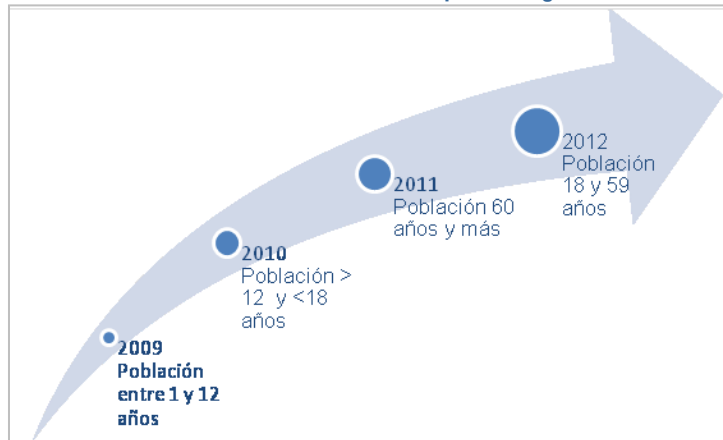 2009
Población
entre 1 y 12
años
2010
Población >
12 y <18
años
2011
Población 60
años y más
2012
Población
18 y 59
años